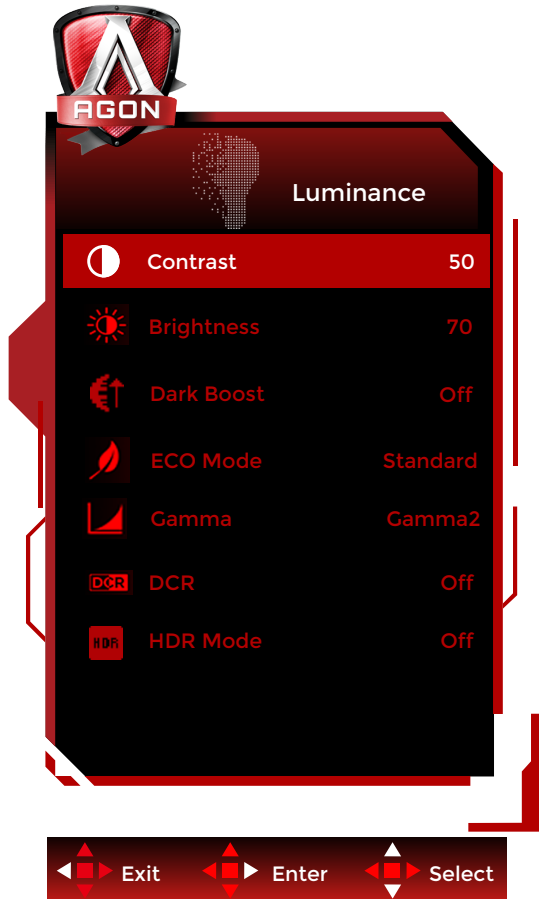 AGON
Luminance
Contrast 50
Brightness 70
Dark Boost Off
ECO Mode Standard
Gamma Gamma2
DCR DCR Off
HDR HDR Mode Off
Exit Enter Select